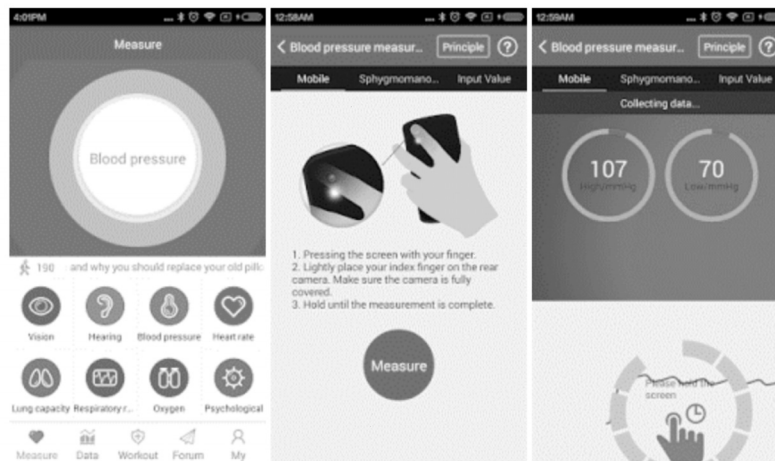 4:01PM
Measure
Blood pressure
190 and why you should replace your old pill
Vision Hearing Blood pressure Heart rate
Lung capacity Respiratory r... Oxygen Psychological
Measure Data Workout Forum My
12:58AM
Blood pressure measur... Principle ?
Mobile Sphygmomano... Input Value
1. Pressing the screen with your finger.
2. Lightly place your index finger on the rear
camera. Make sure the camera is fully
covered.
3. Hold until the measurement is complete.
Measure
12:59AM
Blood pressure measur... Principle ?
Mobile Sphygmomano... Input Value
Collecting data...
107 70
High/mmHg Low/mmHg
Please hold the
screen